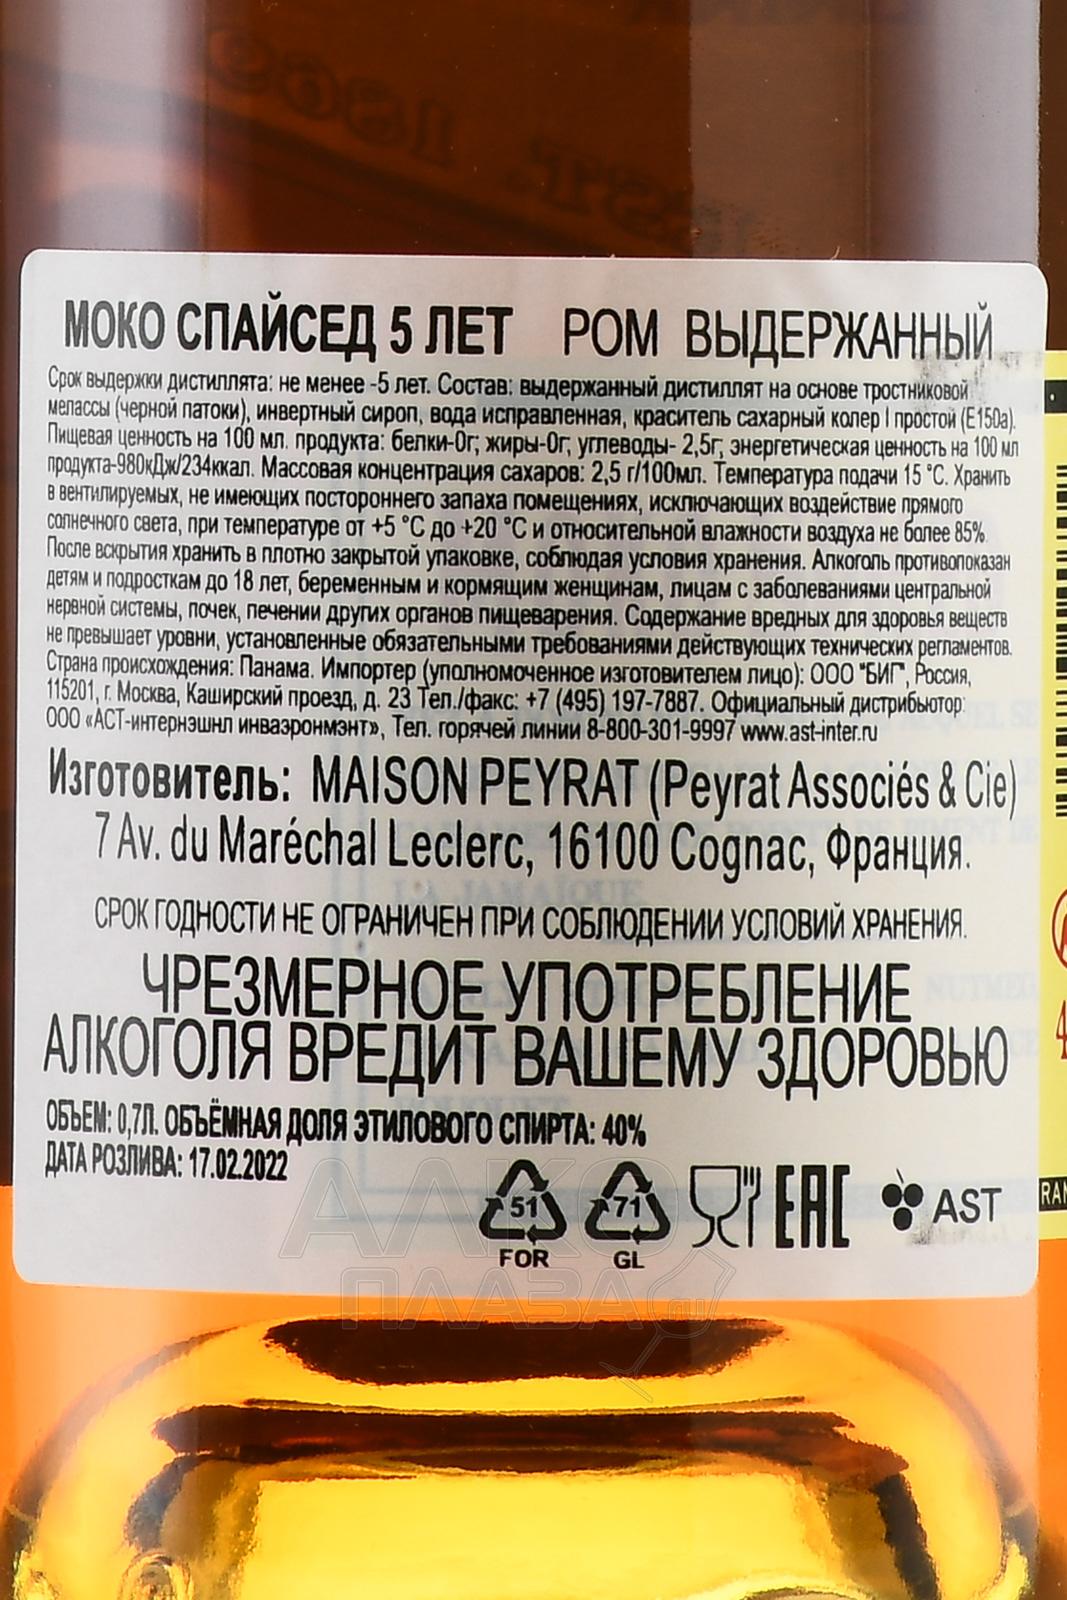 ESTP. 1869
МОКО СПАЙСЕД 5 ЛЕТ РОМ ВЫДЕРЖАННЫЙ
Срок выдержки дистиллята: не менее -5 лет. Состав: выдержанный дистиллят на основе тростниковой
мелассы (черной патоки), инвертный сироп, вода исправленная, краситель сахарный колер I простой (Е150а).
Пищевая ценность на 100 мл. продукта: белки-0г; жиры-0г; углеводы- 2,5г; энергетическая ценность на 100 мл
продукта-980кДж/234ккал. Массовая концентрация сахаров: 2,5 г/100мл. Температура подачи 15 °С. Хранить
в вентилируемых, не имеющих постороннего запаха помещениях, исключающих воздействие прямого
солнечного света, при температуре от +5 °С до +20 °С и относительной влажности воздуха не более 85%.
После вскрытия хранить в плотно закрытой упаковке, соблюдая условия хранения. Алкоголь противопоказан
детям и подросткам до 18 лет, беременным и кормящим женщинам, лицам с заболеваниями центральной
нервной системы, почек, печении других органов пищеварения. Содержание вредных для здоровья веществ
не превышает уровни, установленные обязательными требованиями действующих технических регламентов.
Страна происхождения: Панама. Импортер (уполномоченное изготовителем лицо): ООО "БИГ", Россия,
115201, г. Москва, Каширский проезд, д. 23 Тел./факс: +7 (495) 197-7887. Официальный дистрибьютор:
ООО «АСТ-интернэшнл инваэронмэнт», Тел. горячей линии 8-800-301-9997 www.ast-inter.ru
Изготовитель: MAISON PEYRAT (Peyrat Associés & Cie)
7 Av. du Maréchal Leclerc, 16100 Cognac, Франция.
LA JAMAÏQUE
СРОК ГОДНОСТИ НЕ ОГРАНИЧЕН ПРИ СОБЛЮДЕНИИ УСЛОВИЙ ХРАНЕНИЯ.
ЧРЕЗМЕРНОЕ УПОТРЕБЛЕНИЕ
АЛКОГОЛЯ ВРЕДИТ ВАШЕМУ ЗДОРОВЬЮ
ОБЪЕМ: 0,7Л. ОБЪЁМНАЯ ДОЛЯ ЭТИЛОВОГО СПИРТА: 40%
ДАТА РОЗЛИВА: 17.02.2022
51 71 EAC AST
FOR GL
АЛКО
ПЛАЗА.ru